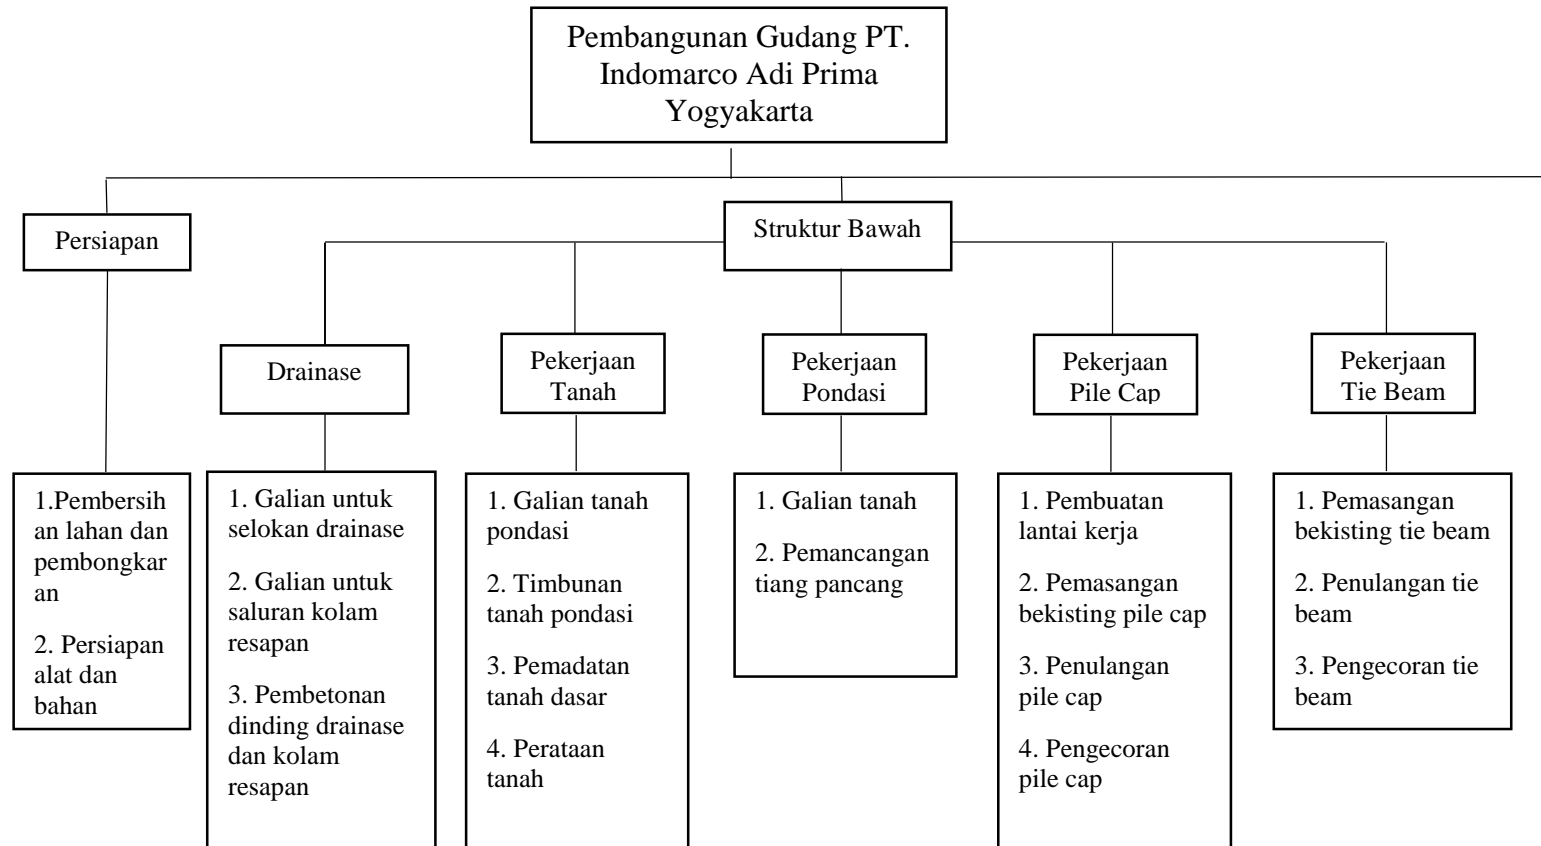 Pembangunan Gudang PT.
Indomarco Adi Prima
Yogyakarta
Persiapan
Struktur Bawah
Drainase
Pekerjaan
Tanah
Pekerjaan
Pondasi
Pekerjaan
Pile Cap
Pekerjaan
Tie Beam
1.Pembersih
an lahan dan
pembongkar
an
2. Persiapan
alat dan
bahan
1. Galian untuk
selokan drainase
2. Galian untuk
saluran kolam
resapan
3. Pembetonan
dinding drainase
dan kolam
resapan
1. Galian tanah
pondasi
2. Timbunan
tanah pondasi
3. Pemadatan
tanah dasar
4. Perataan
tanah
1. Galian tanah
2. Pemancangan
tiang pancang
1. Pembuatan
lantai kerja
2. Pemasangan
bekisting pile cap
3. Penulangan
pile cap
4. Pengecoran
pile cap
1. Pemasangan
bekisting tie beam
2. Penulangan tie
beam
3. Pengecoran tie
beam